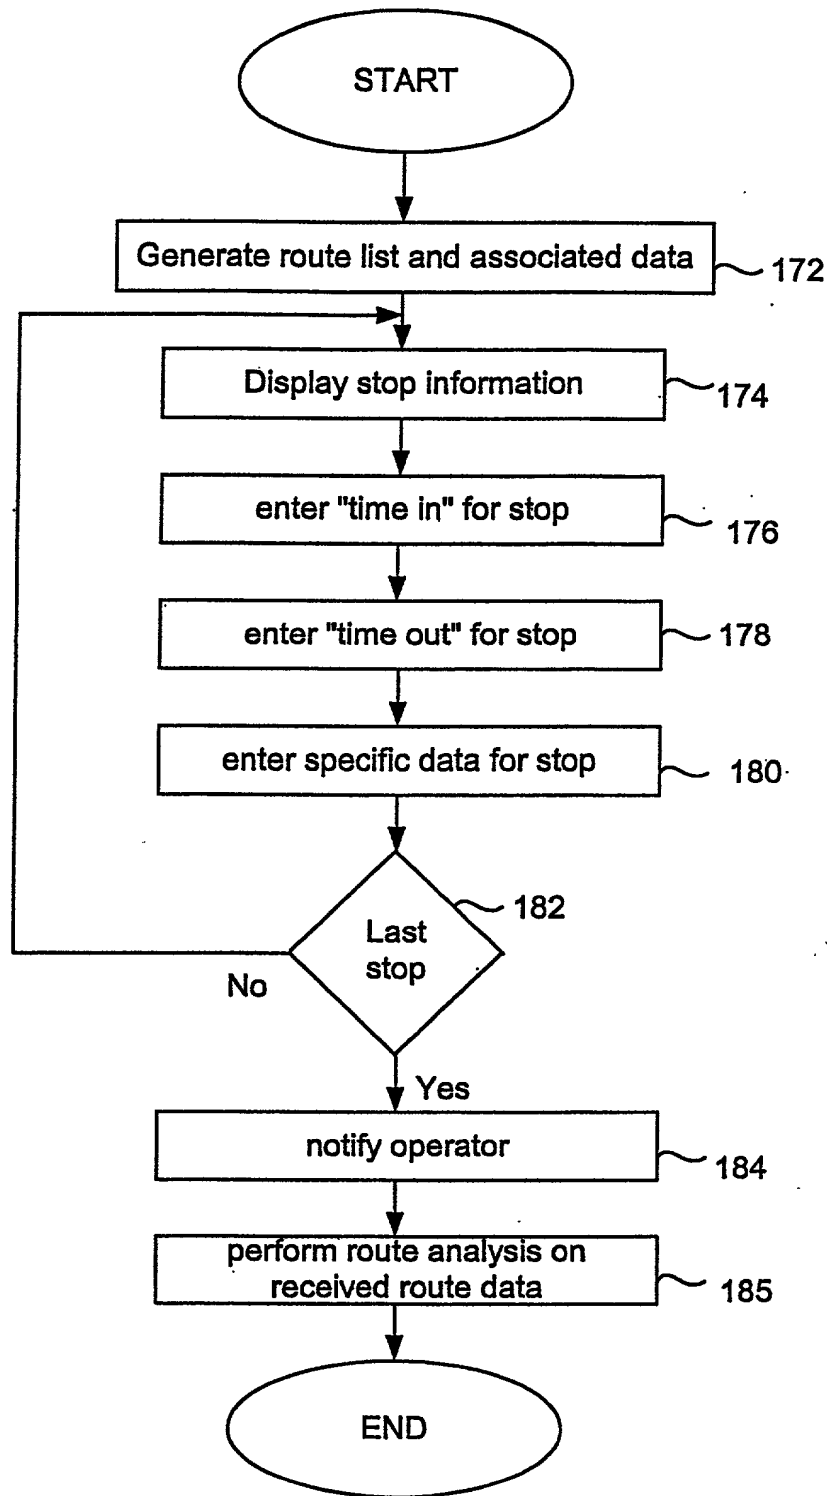 START
Generate route list and associated data
172
Display stop information
174
enter "time in" for stop
176
enter "time out" for stop
178
enter specific data for stop
180
182
Last
stop
No
Yes
notify operator
184
perform route analysis on
received route data
185
END